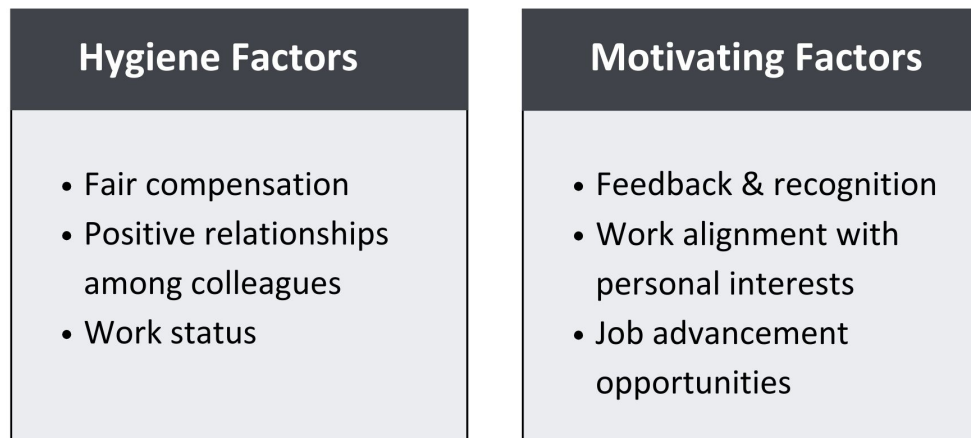 Hygiene Factors
• Fair compensation
• Positive relationships
among colleagues
• Work status
Motivating Factors
• Feedback & recognition
• Work alignment with
personal interests
• Job advancement
opportunities